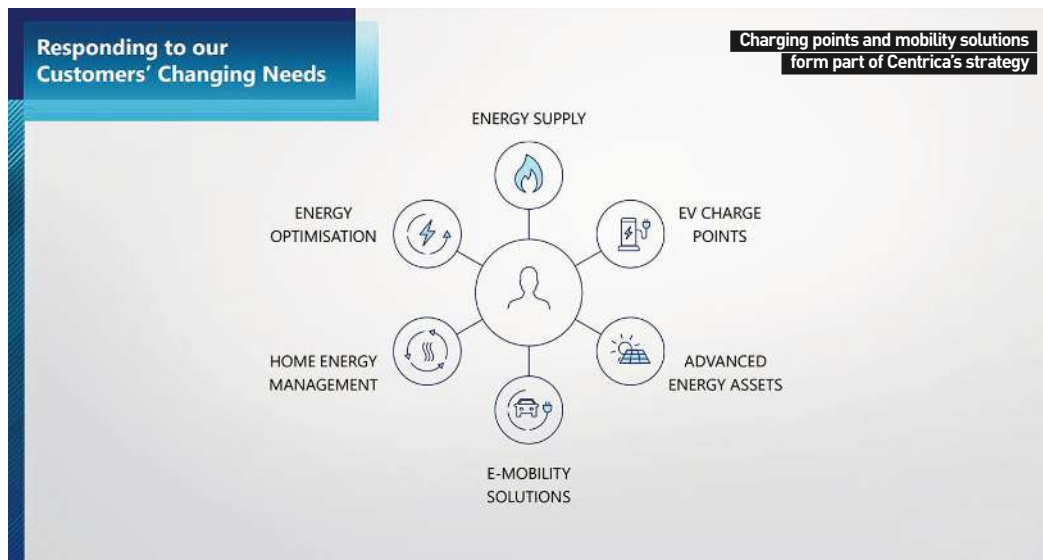 Responding to our
Customers' Changing Needs
Charging points and mobility solutions
form part of Centrica's strategy
ENERGY SUPPLY
ENERGY
OPTIMISATION
EV CHARGE
POINTS
HOME ENERGY
MANAGEMENT
ADVANCED
ENERGY ASSETS
E-MOBILITY
SOLUTIONS